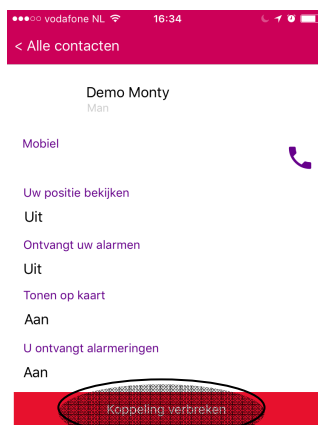 vodafone NL 16:34
< Alle contacten
Demo Monty
Man
Mobiel
Uw positie bekijken
Uit
Ontvangt uw alarmen
Uit
Tonen op kaart
Aan
U ontvangt alarmeringen
Aan
Koppeling verbreken